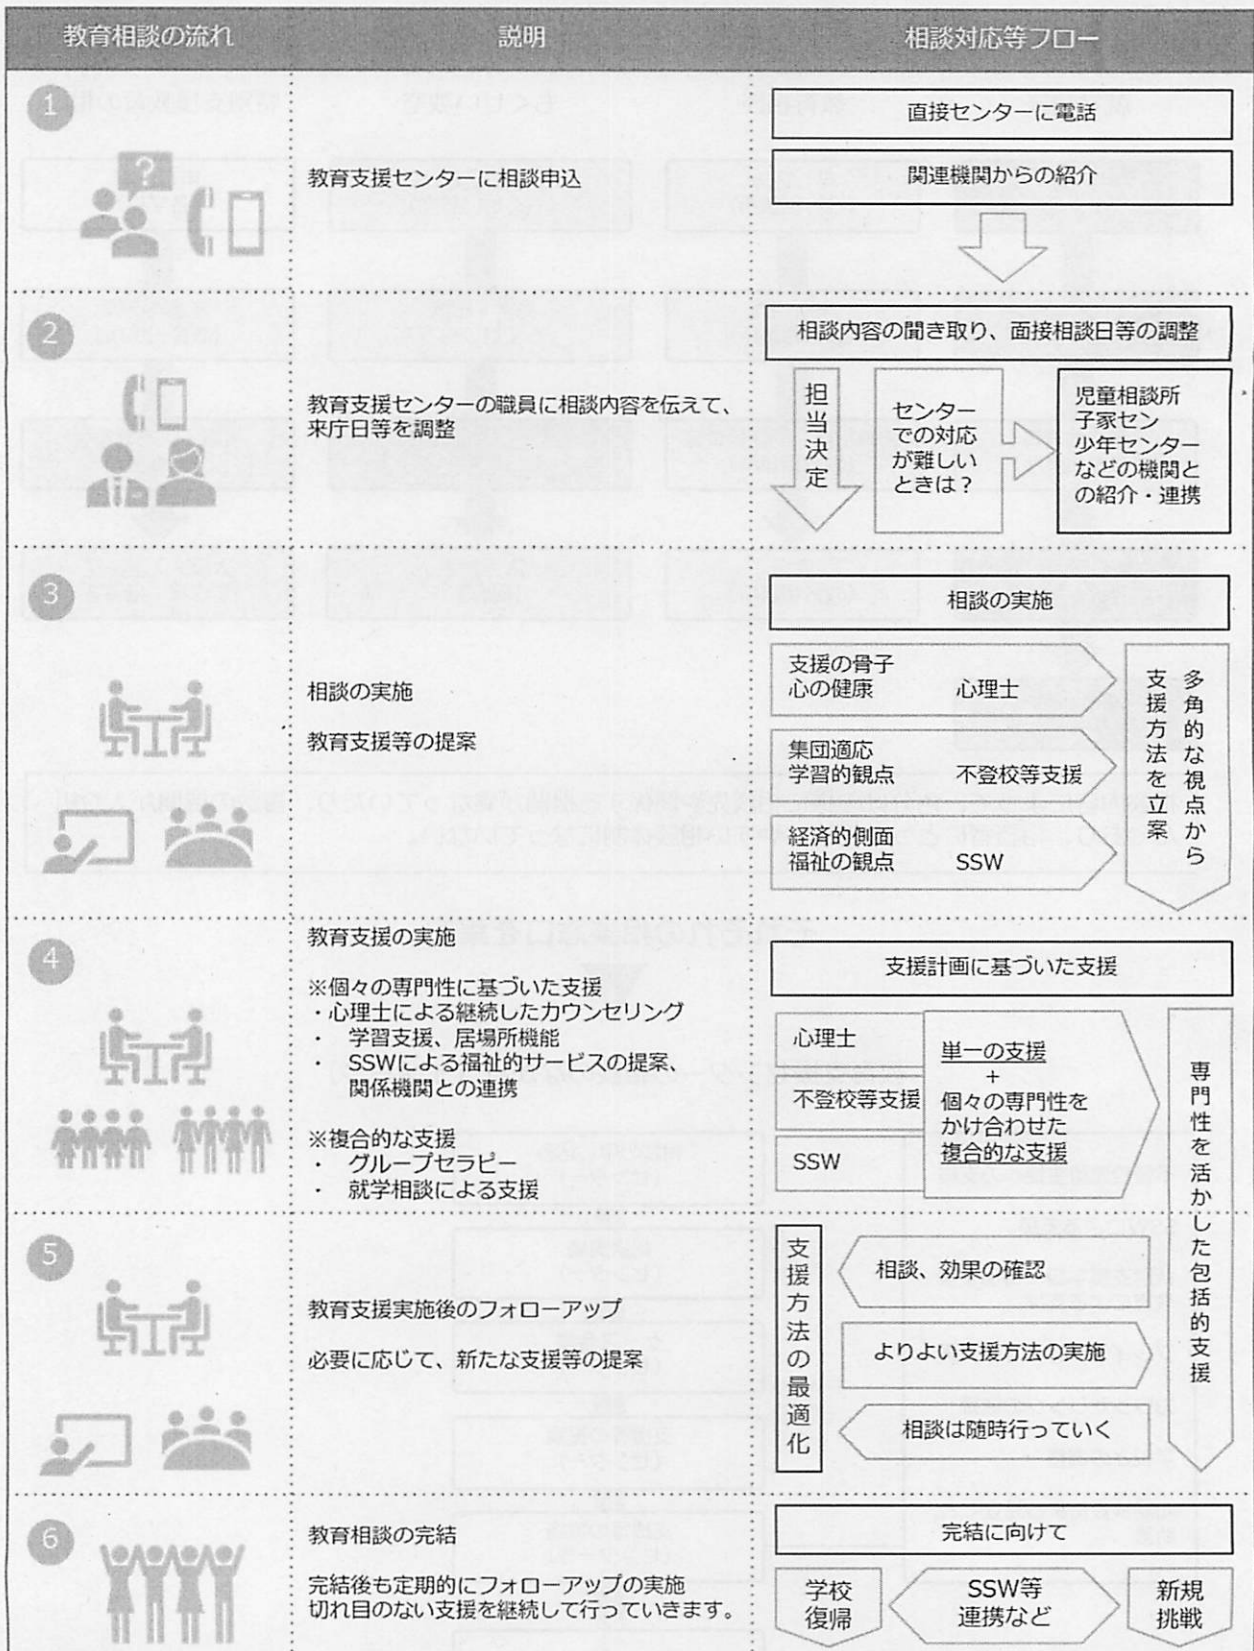 教育相談の流れ
説明
相談対応等フロー
1
?
教育支援センターに相談申込
直接センターに電話
関連機関からの紹介
2
教育支援センターの職員に相談内容を伝えて、
来庁日等を調整
相談内容の聞き取り、面接相談日等の調整
担当決定
センター
での対応
が難しい
ときは？
児童相談所
子家セン
少年センター
などの機関と
の紹介・連携
3
相談の実施
教育支援等の提案
相談の実施
支援の骨子
心の健康 心理士
集団適応
学習的観点 不登校等支援
経済的側面
福祉の観点 SSW
多角的な視点から
支援方法を立案
4
教育支援の実施
※個々の専門性に基づいた支援
・心理士による継続したカウンセリング
・ 学習支援、居場所機能
・ SSWによる福祉的サービスの提案、
関係機関との連携
※複合的な支援
・ グループセラピー
・ 就学相談による支援
支援計画に基づいた支援
心理士
不登校等支援
SSW
単一の支援
+
個々の専門性を
かけ合わせた
複合的な支援
専門性を活かした包括的支援
5
教育支援実施後のフォローアップ
必要に応じて、新たな支援等の提案
支援方法の最適化
相談、効果の確認
よりよい支援方法の実施
相談は随時行っていく
6
教育相談の完結
完結後も定期的にフォローアップの実施
切れ目のない支援を継続して行っていきます。
完結に向けて
学校
復帰
SSW等
連携など
新規
挑戦